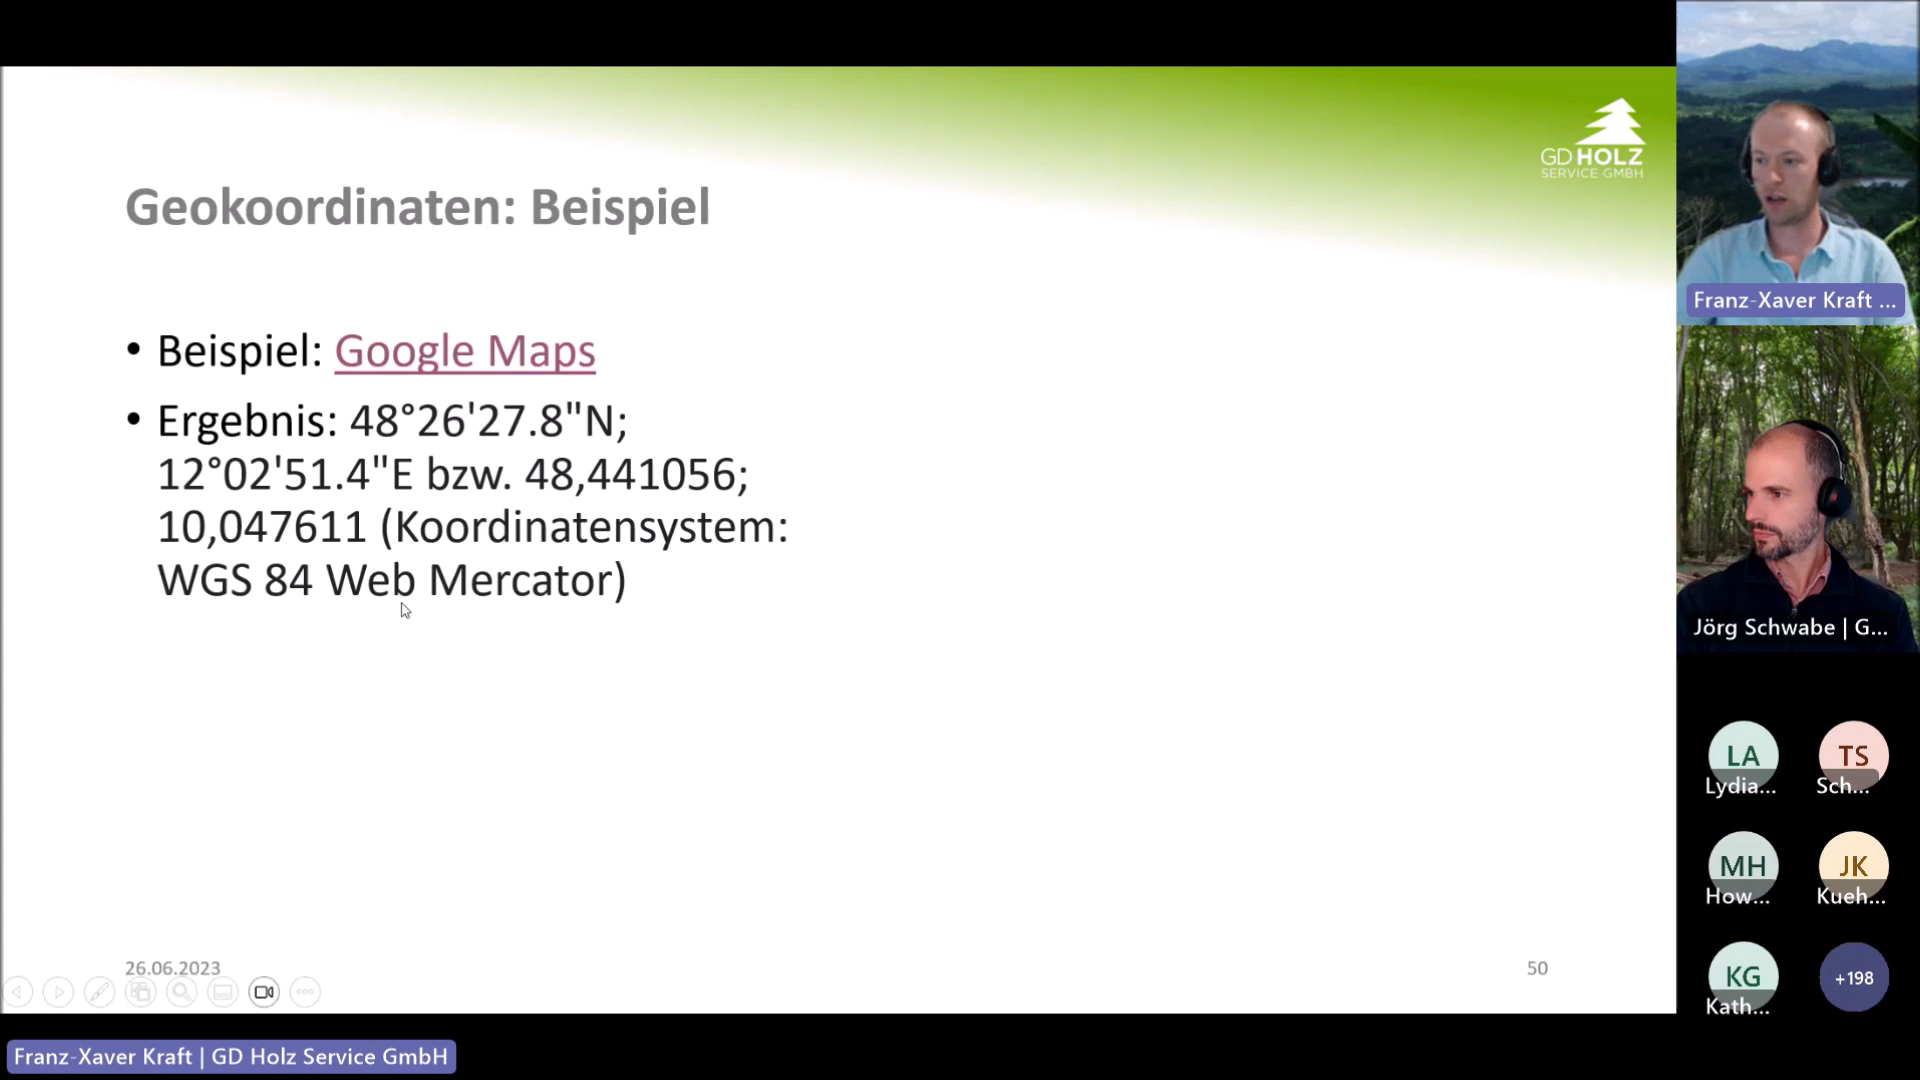 GD HOLZ
SERVICE GMBH
Geokoordinaten: Beispiel
• Beispiel: Google Maps
• Ergebnis: 48°26'27.8"N;
12°02'51.4"E bzw. 48,441056;
10,047611 (Koordinatensystem:
WGS 84 Web Mercator)
26.06.2023
50
Franz-Xaver Kraft | GD Holz Service GmbH
Franz-Xaver Kraft ...
Jörg Schwabe | G...
LA
Lydia...
TS
Sch...
MH
How...
JK
Kueh...
KG
Kath...
+198